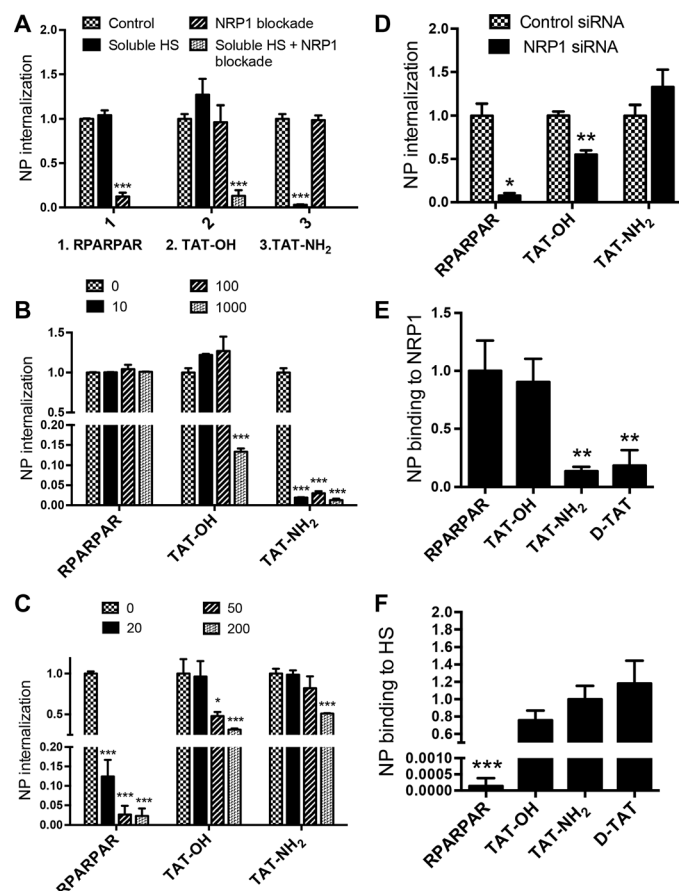 A
Control
NRP1 blockade
Soluble HS
Soluble HS + NRP1
blockade
NP internalization
1.5
1.0
0.5
0.0
***
***
***
1
2
3
1. RPARPAR
2. TAT-OH
3.TAT-NH2
B
0
100
10
1000
NP internalization
1.5
1.0
0.5
0.20
0.15
0.10
0.05
0.00
***
*** *** ***
RPARPAR
TAT-OH
TAT-NH2
C
0
50
20
200
NP internalization
1.0
0.5
0.20
0.15
0.10
0.05
0.00
***
*** ***
*
***
***
RPARPAR
TAT-OH
TAT-NH2
D
Control siRNA
NRP1 siRNA
NP internalization
2.0
1.5
1.0
0.5
0.0
*
**
RPARPAR
TAT-OH
TAT-NH2
E
NP binding to NRP1
1.5
1.0
0.5
0.0
**
**
RPARPAR
TAT-OH
TAT-NH2
D-TAT
F
NP binding to HS
2.0
1.8
1.6
1.4
1.2
1.0
0.8
0.6
0.4
0.0010
0.0005
0.0000
***
RPARPAR
TAT-OH
TAT-NH2
D-TAT